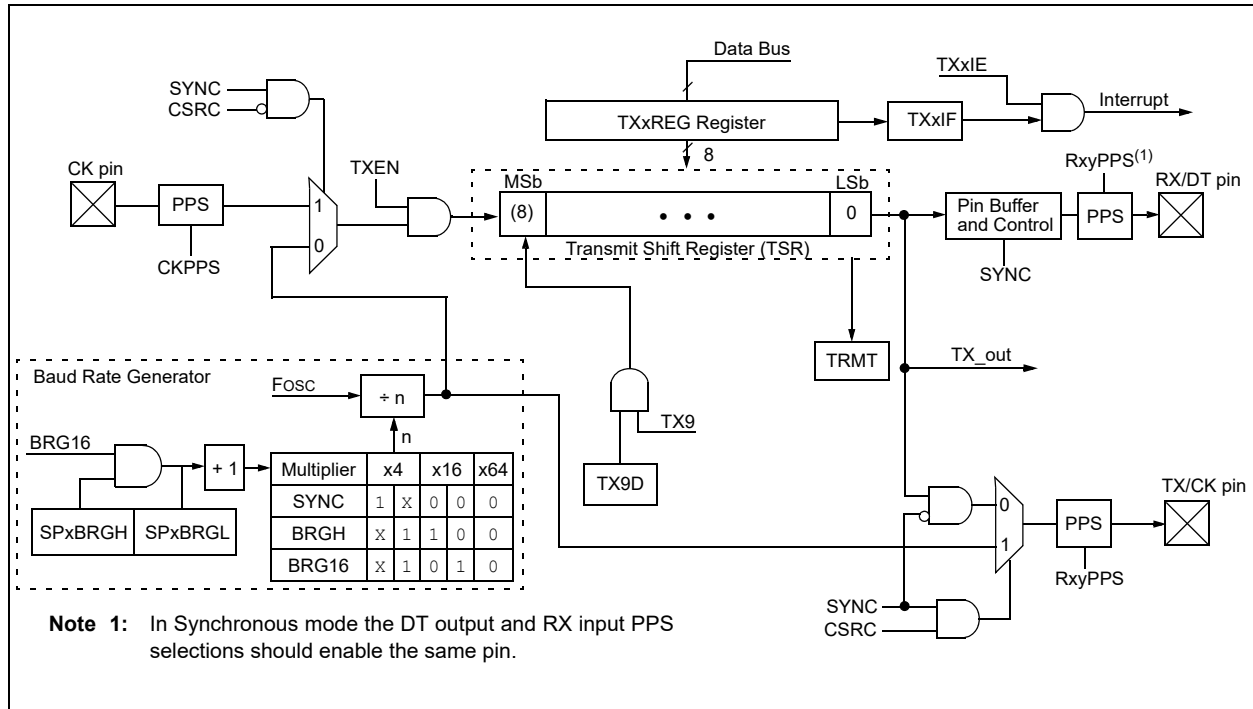 Data Bus
TXxIE
SYNC
CSRC
Interrupt
TXxREG Register
TXxIF
8
CK pin
TXEN
MSb
LSb
RxyPPS(1)
RX/DT pin
PPS
1
(8)
• • •
0
Pin Buffer
and Control
PPS
0
Transmit Shift Register (TSR)
CKPPS
SYNC
TRMT
TX_out
Baud Rate Generator
FOSC
÷ n
n
TX9
BRG16
+ 1
Multiplier x4 x16 x64
TX9D
SYNC 1 X 0 0 0
BRGH X 1 1 0 0
BRG16 X 1 0 1 0
SPxBRGH SPxBRGL
TX/CK pin
0
1
PPS
RxyPPS
SYNC
CSRC
Note 1: In Synchronous mode the DT output and RX input PPS
selections should enable the same pin.